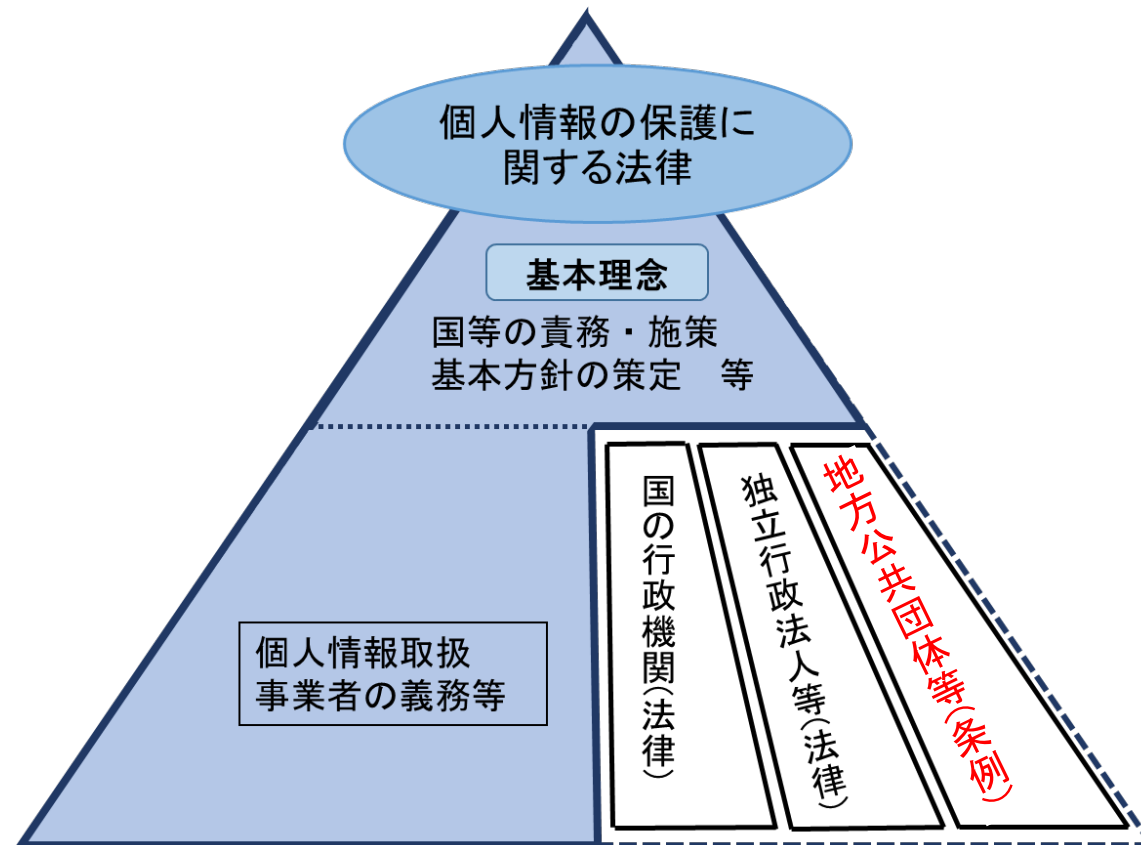 個人情報の保護に
関する法律
基本理念
国等の責務・施策
基本方針の策定　等
個人情報取扱
事業者の義務等
国の行政機関(法律)
独立行政法人等(法律)
地方公共団体等(条例)